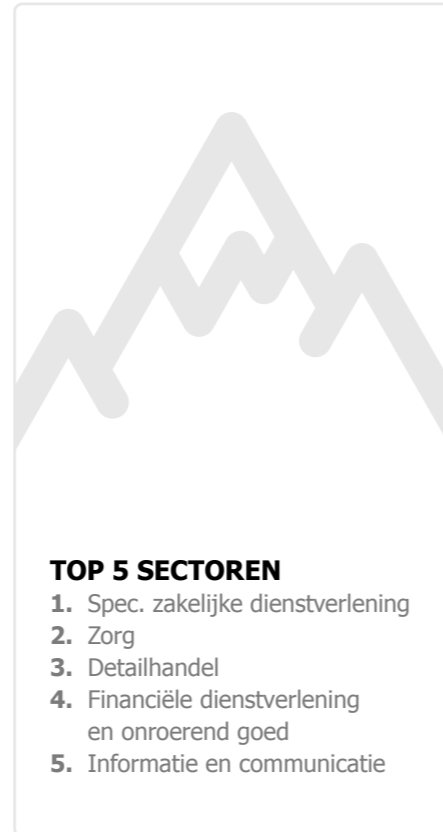 TOP 5 SECTOREN
1. Spec. zakelijke dienstverlening
2. Zorg
3. Detailhandel
4. Financiële dienstverlening
en onroerend goed
5. Informatie en communicatie